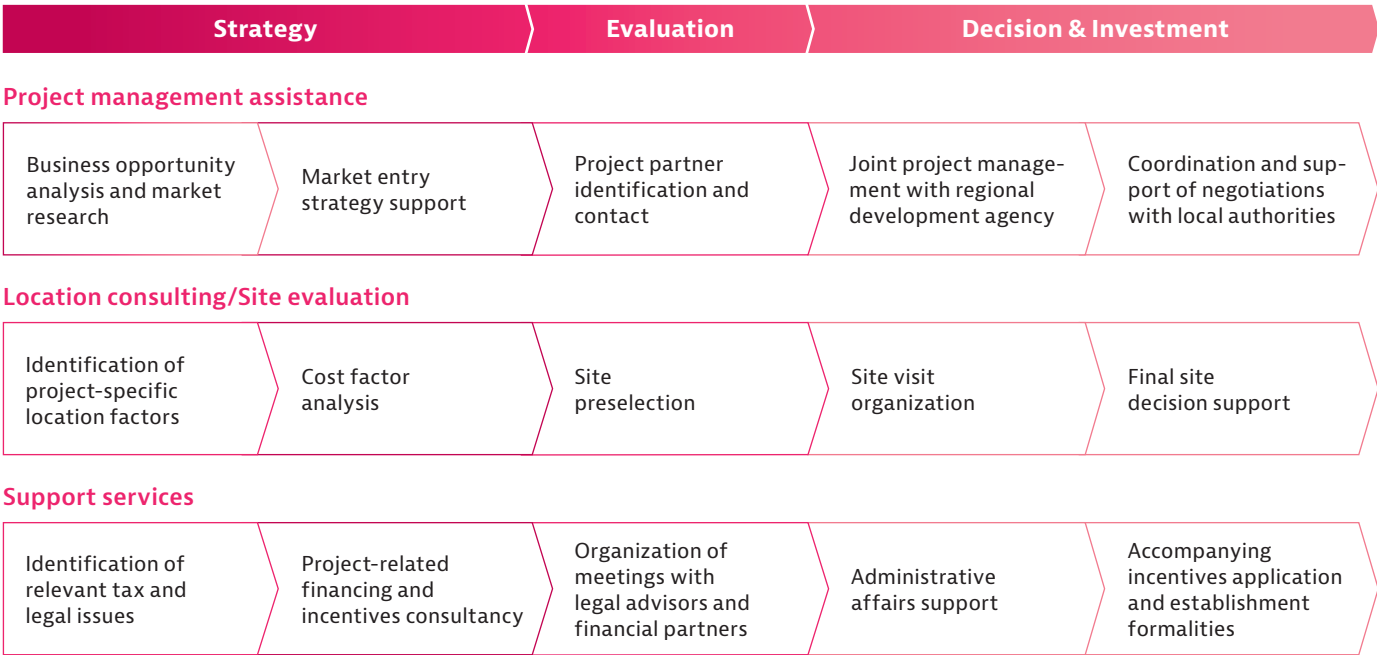 Strategy
Evaluation
Decision & Investment
Project management assistance
Business opportunity
analysis and market
research
Market entry
strategy support
Project partner
identification and
contact
Joint project manage-
ment with regional
development agency
Coordination and sup-
port of negotiations
with local authorities
Location consulting/Site evaluation
Identification of
project-specific
location factors
Cost factor
analysis
Site
preselection
Site visit
organization
Final site
decision support
Support services
Identification of
relevant tax and
legal issues
Project-related
financing and
incentives consultancy
Organization of
meetings with
legal advisors and
financial partners
Administrative
affairs support
Accompanying
incentives application
and establishment
formalities